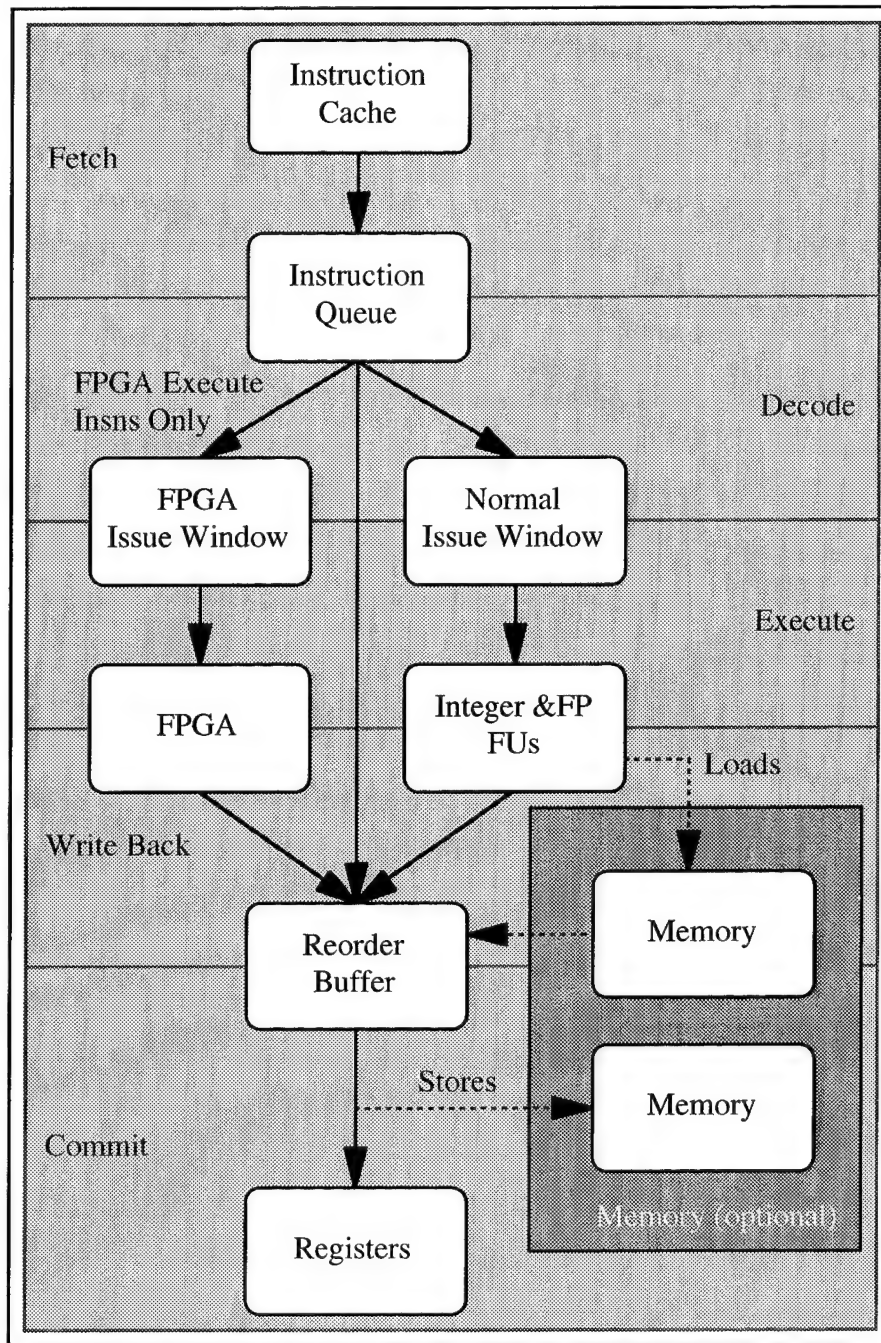 Instruction
Cache
Fetch
Instruction
Queue
FPGA Execute
Insns Only
Decode
FPGA
Issue Window
Normal
Issue Window
Execute
FPGA
Integer &FP
FUs
Loads
Write Back
Reorder
Buffer
Memory
Stores
Memory
Commit
Memory (optional)
Registers